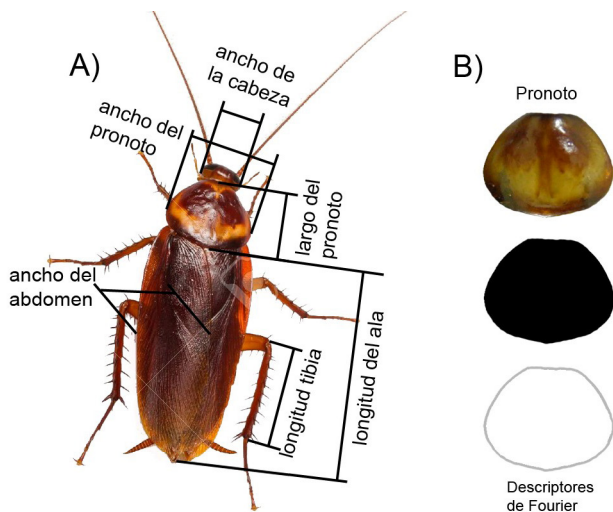 A)
ancho de
la cabeza
ancho del
pronoto
largo del
pronoto
ancho del
abdomen
longitud tibia
longitud del ala
B)
Pronoto
Descriptores
de Fourier